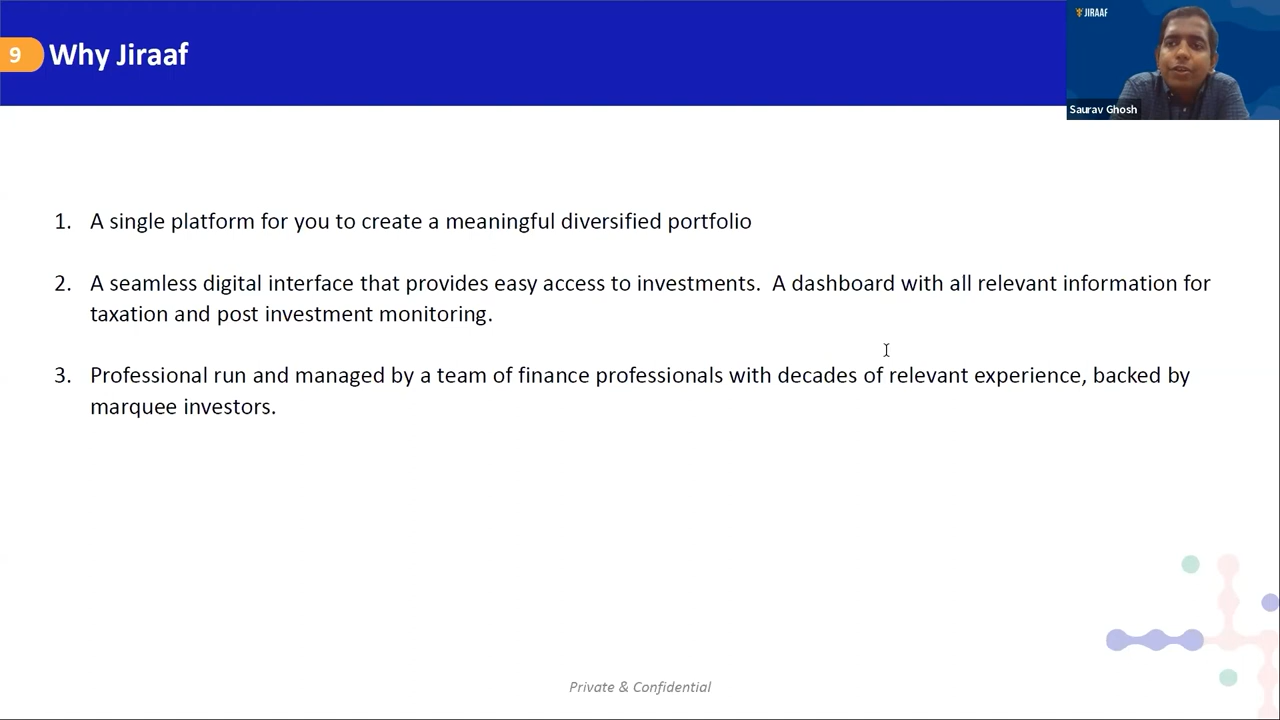 9
Why Jiraaf
JIRAAF
Saurav Ghosh
1. A single platform for you to create a meaningful diversified portfolio
2. A seamless digital interface that provides easy access to investments.  A dashboard with all relevant information for
taxation and post investment monitoring.
3. Professional run and managed by a team of finance professionals with decades of relevant experience, backed by
marquee investors.
Private & Confidential